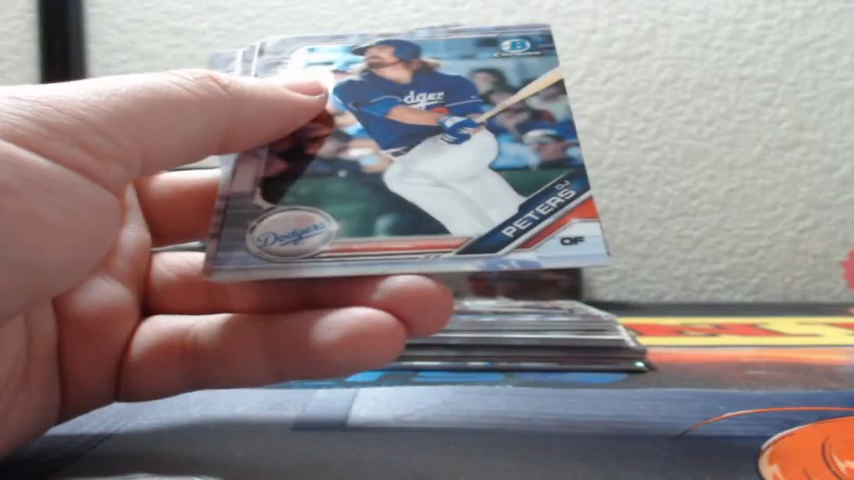 B
Dodgers
DJ
PETERS
Dodgers
OF